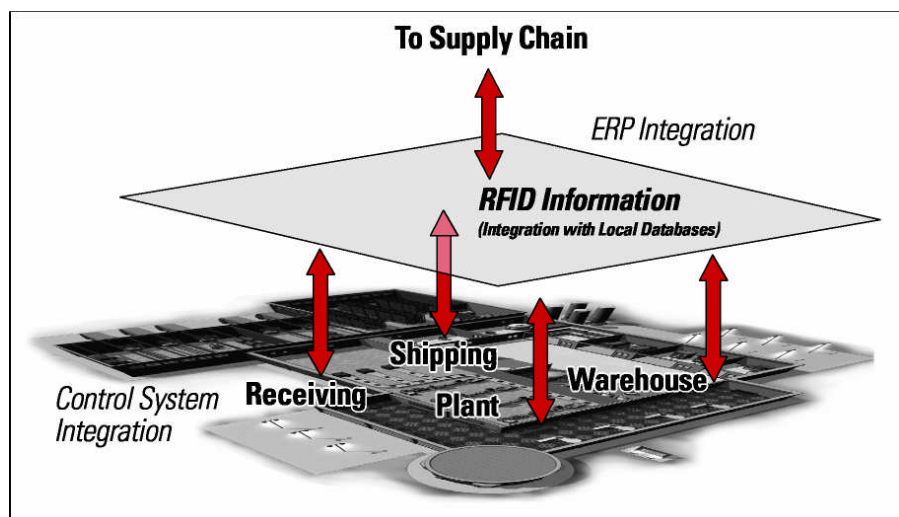 To Supply Chain
ERP Integration
RFID Information
(Integration with Local Databases)
Shipping
Warehouse
Receiving
Plant
Control System
Integration